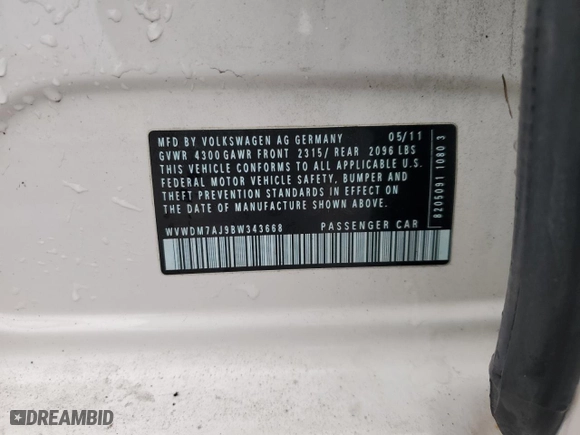 MFD BY VOLKSWAGEN AG GERMANY 05/11
GVWR 4300 GAWR FRONT 2315/ REAR 2096 LBS
THIS VEHICLE CONFORMS TO ALL APPLICABLE U.S.
FEDERAL MOTOR VEHICLE SAFETY, BUMPER AND
THEFT PREVENTION STANDARDS IN EFFECT ON THE
DATE OF MANUFACTURE SHOWN ABOVE.
WVWDM7AJ9BW343668 PASSENGER CAR
8205091 1080 3
DREAMBID